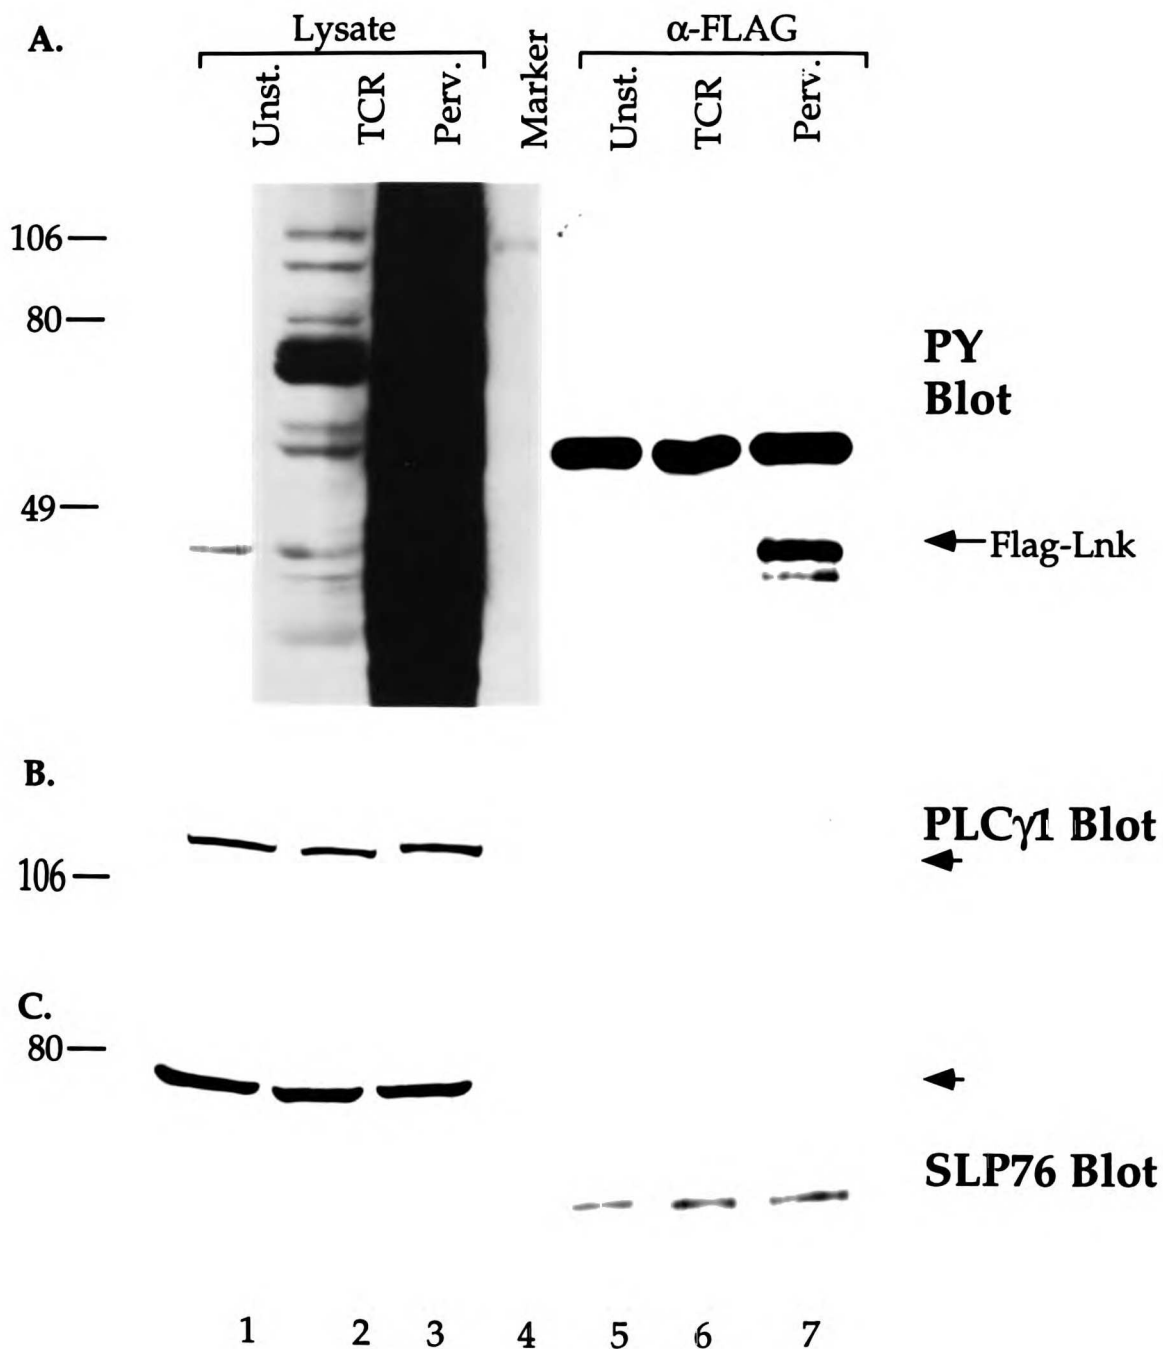 A.
Lysate
α-FLAG
Unst.
TCR
Perv.
Marker
Unst.
TCR
Perv.
106
80
49
PY
Blot
Flag-Lnk
B.
PLCγ1 Blot
106
C.
80
SLP76 Blot
1 2 3 4 5 6 7